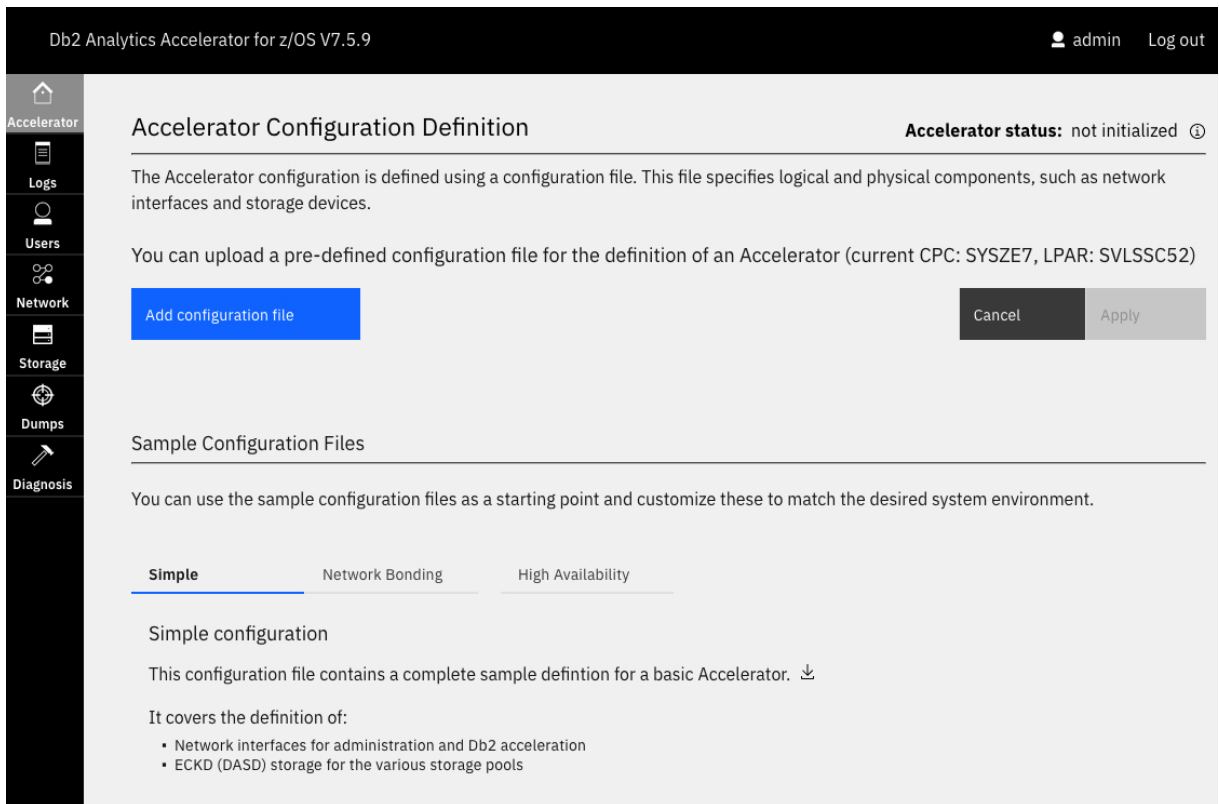 Db2 Analytics Accelerator for z/OS V7.5.9
admin
Log out
Accelerator
Logs
Users
Network
Storage
Dumps
Diagnosis
Accelerator Configuration Definition
Accelerator status: not initialized
The Accelerator configuration is defined using a configuration file. This file specifies logical and physical components, such as network
interfaces and storage devices.
You can upload a pre-defined configuration file for the definition of an Accelerator (current CPC: SYSZE7, LPAR: SVLSSC52)
Add configuration file
Cancel
Apply
Sample Configuration Files
You can use the sample configuration files as a starting point and customize these to match the desired system environment.
Simple
Network Bonding
High Availability
Simple configuration
This configuration file contains a complete sample defintion for a basic Accelerator.
It covers the definition of:
▪ Network interfaces for administration and Db2 acceleration
▪ ECKD (DASD) storage for the various storage pools